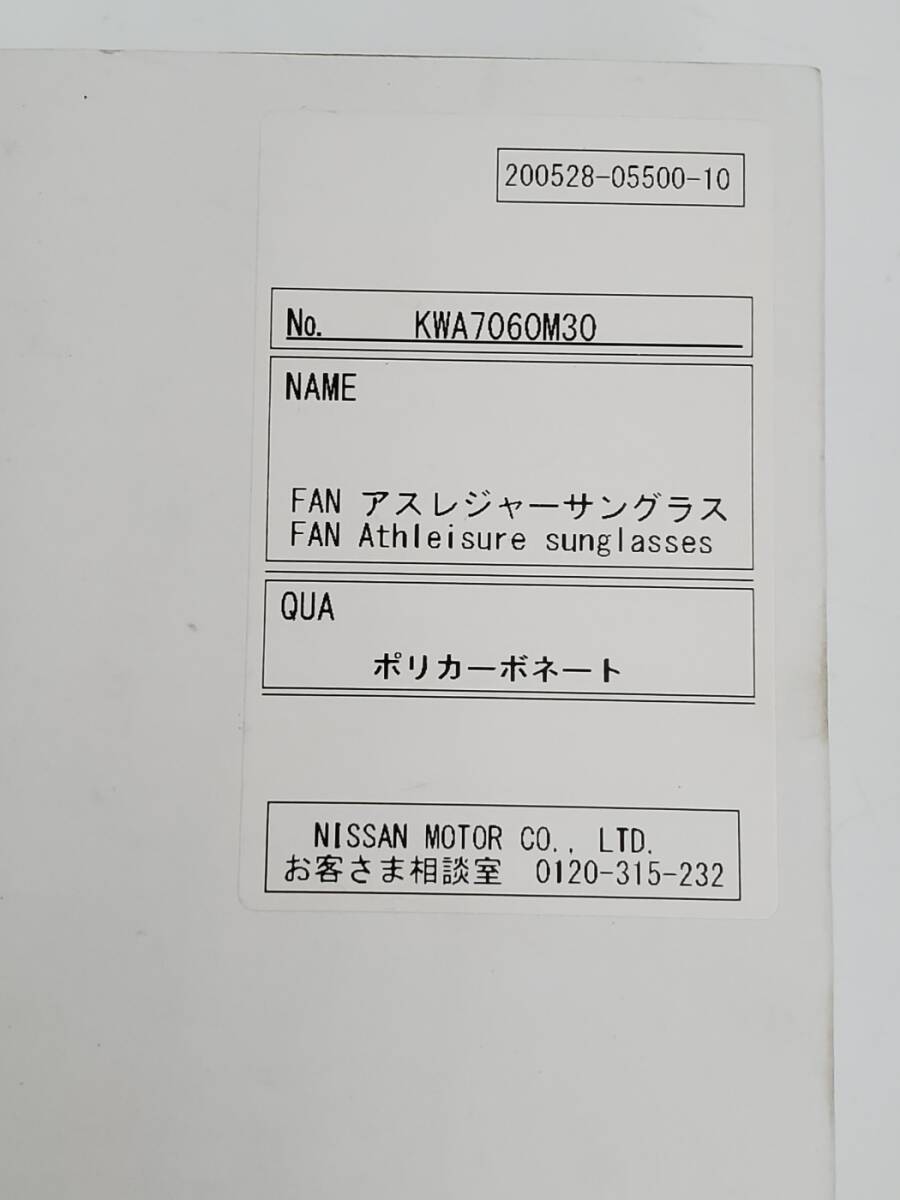 200528-05500-10
No. KWA7060M30
NAME
FAN アスレジャーサングラス
FAN Athleisure sunglasses
QUA
ポリカーボネート
NISSAN MOTOR CO., LTD.
お客さま相談室 0120-315-232